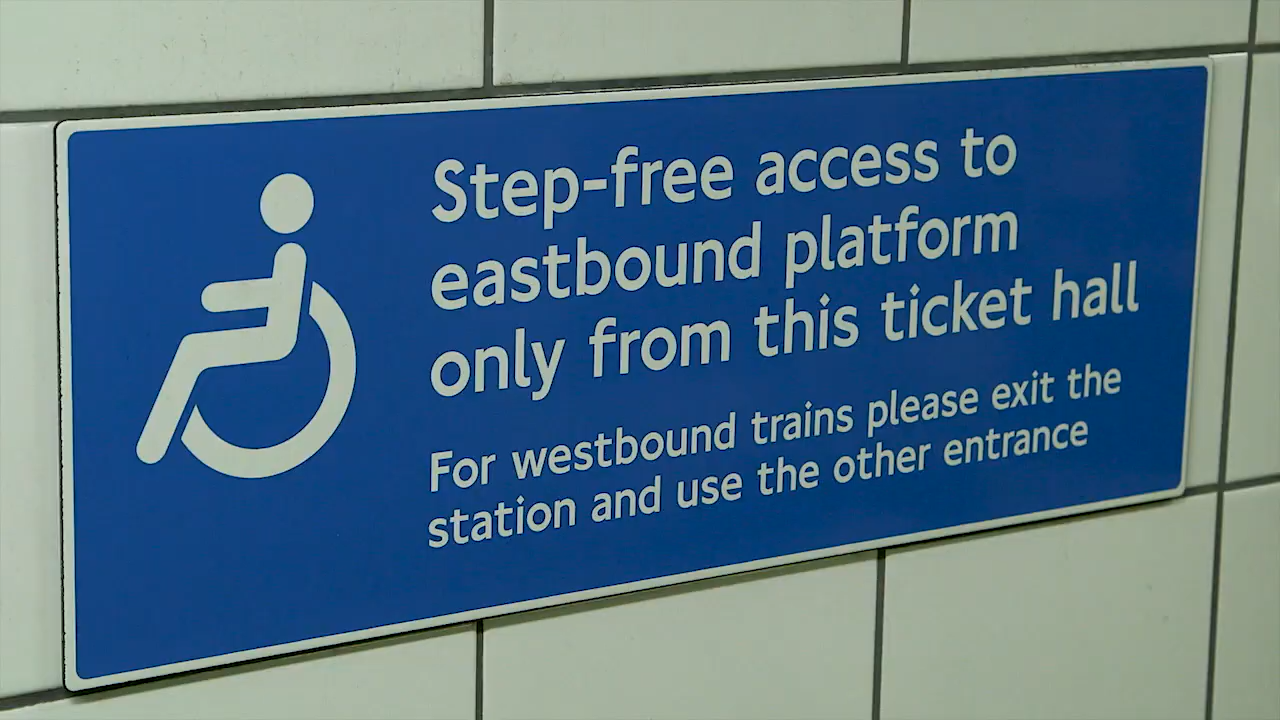 Step-free access to
eastbound platform
only from this ticket hall
For westbound trains please exit the
station and use the other entrance